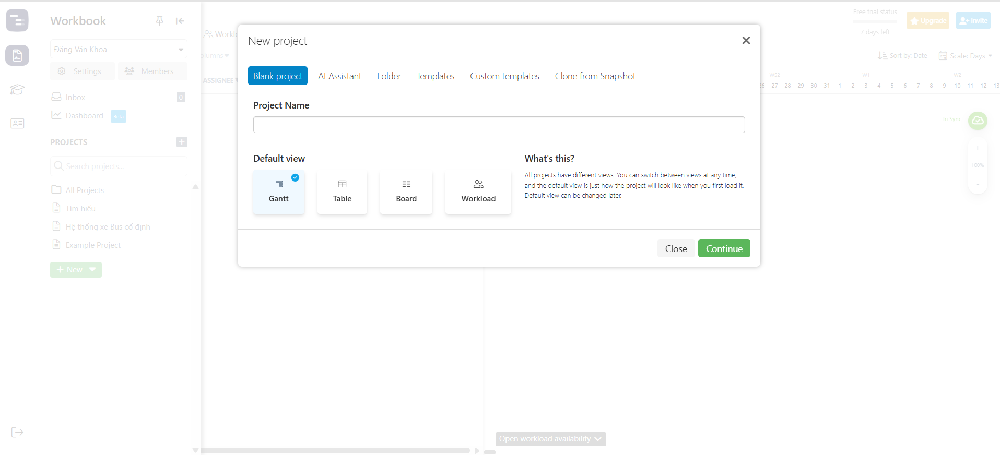 Workbook
Đặng Văn Khoa
Settings
Members
Inbox
0
Dashboard
Beta
PROJECTS
Search projects...
All Projects
Tìm hiểu
Hệ thống xe Bus cố định
Example Project
New
ASSIGNEE
New project
Blank project
AI Assistant
Folder
Templates
Custom templates
Clone from Snapshot
Project Name
Default view
Gantt
Table
Board
Workload
What's this?
All projects have different views. You can switch between views at any time,
and the default view is just how the project will look like when you first load it.
Default view can be changed later.
Close
Continue
Free trial status
7 days left
Upgrade
Invite
Sort by: Date
Scale: Days
W52 W1 W2
27 28 29 30 31 1 2 3 4 5 6 7 8 9 10 11 12 13
In Sync
+
100%
-
Open workload availability